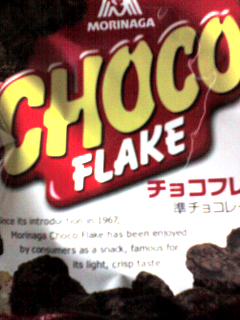 MORINAGA
CHOCO
FLAKE
チョコフレ
準チョコレー
Since its introduction in 1967,
Morinaga Choco Flake has been enjoyed
by consumers as a snack, famous for
its light, crisp taste